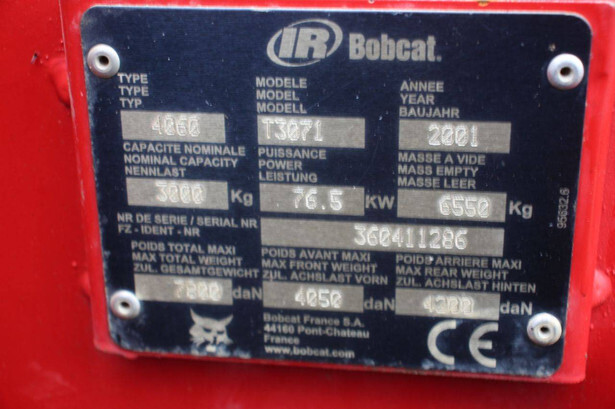 IR Bobcat.
TYPE MODELE ANNEE
TYPE MODEL YEAR
TYP MODELL BAUJAHR
4060 T3071 2001
CAPACITE NOMINALE PUISSANCE MASSE A VIDE
NOMINAL CAPACITY POWER MASS EMPTY
NENNLAST LEISTUNG MASSE LEER
3000 Kg 76.5 KW 6550 Kg
NR DE SERIE / SERIAL NR
FZ - IDENT - NR
360411286
POIDS TOTAL MAXI POIDS AVANT MAXI POIDS ARRIERE MAXI
MAX TOTAL WEIGHT MAX FRONT WEIGHT MAX REAR WEIGHT
ZUL. GESAMTGEWICHT ZUL. ACHSLAST VORN ZUL. ACHSLAST HINTEN
daN 4050 daN daN
Bobcat France S.A.
44160 Pont-Chateau
France
www.bobcat.com
CE